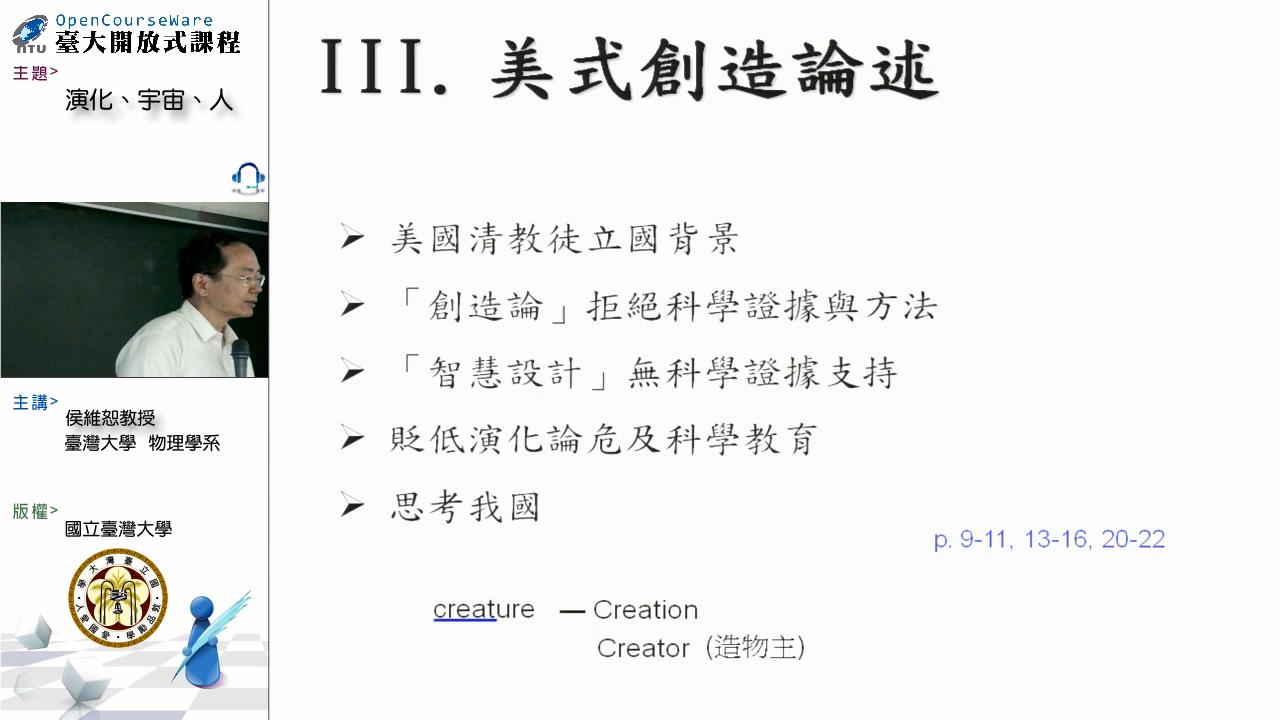 OpenCourseWare
NTU 臺大開放式課程
主題>
演化、宇宙、人
主講>
侯維恕教授
臺灣大學 物理學系
版權>
國立臺灣大學
III. 美式創造論述
➢ 美國清教徒立國背景
➢ 「創造論」拒絕科學證據與方法
➢ 「智慧設計」無科學證據支持
➢ 貶低演化論危及科學教育
➢ 思考我國
p. 9-11, 13-16, 20-22
creature — Creation
Creator (造物主)